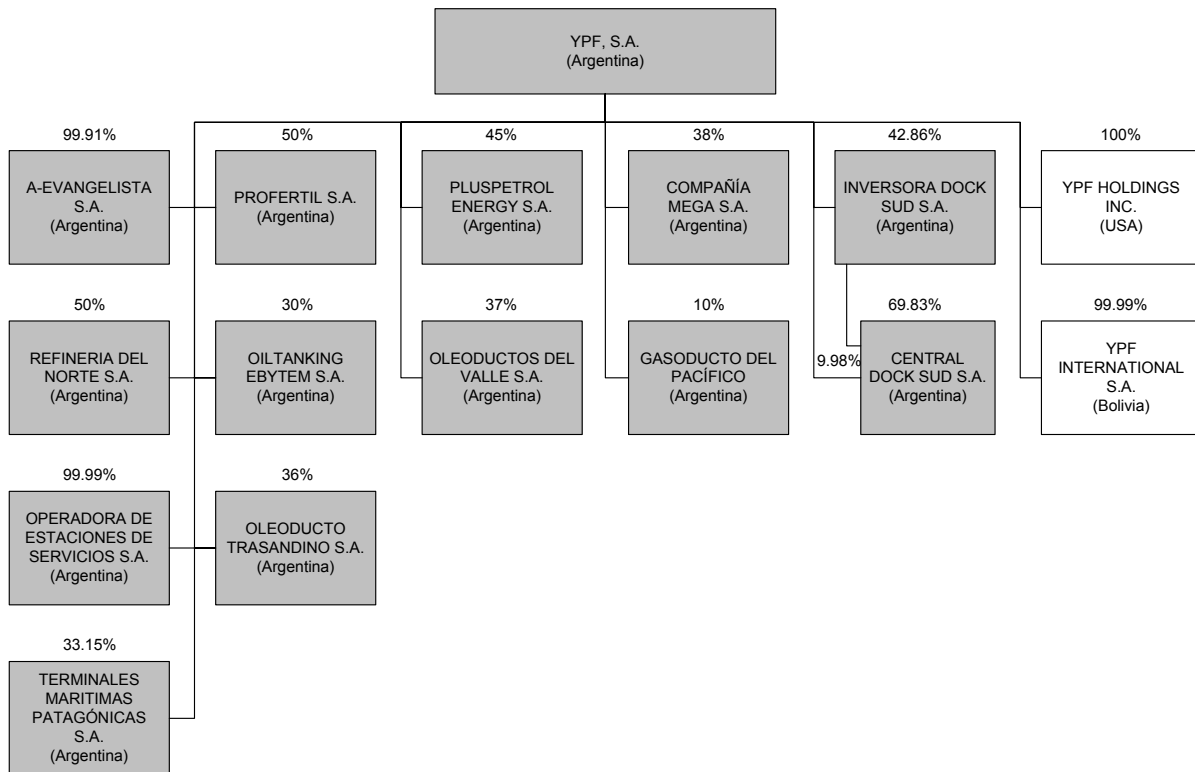 YPF, S.A.
(Argentina)
99.91%
50%
45%
38%
42.86%
100%
A-EVANGELISTA
S.A.
(Argentina)
PROFERTIL S.A.
(Argentina)
PLUSPETROL
ENERGY S.A.
(Argentina)
COMPAÑÍA
MEGA S.A.
(Argentina)
INVERSORA DOCK
SUD S.A.
(Argentina)
YPF HOLDINGS
INC.
(USA)
50%
30%
37%
10%
69.83%
99.99%
REFINERIA DEL
NORTE S.A.
(Argentina)
OILTANKING
EBYTEM S.A.
(Argentina)
OLEODUCTOS DEL
VALLE S.A.
(Argentina)
GASODUCTO DEL
PACÍFICO
(Argentina)
9.98%
CENTRAL
DOCK SUD S.A.
(Argentina)
YPF
INTERNATIONAL
S.A.
(Bolivia)
99.99%
36%
OPERADORA DE
ESTACIONES DE
SERVICIOS S.A.
(Argentina)
OLEODUCTO
TRASANDINO S.A.
(Argentina)
33.15%
TERMINALES
MARITIMAS
PATAGÓNICAS
S.A.
(Argentina)